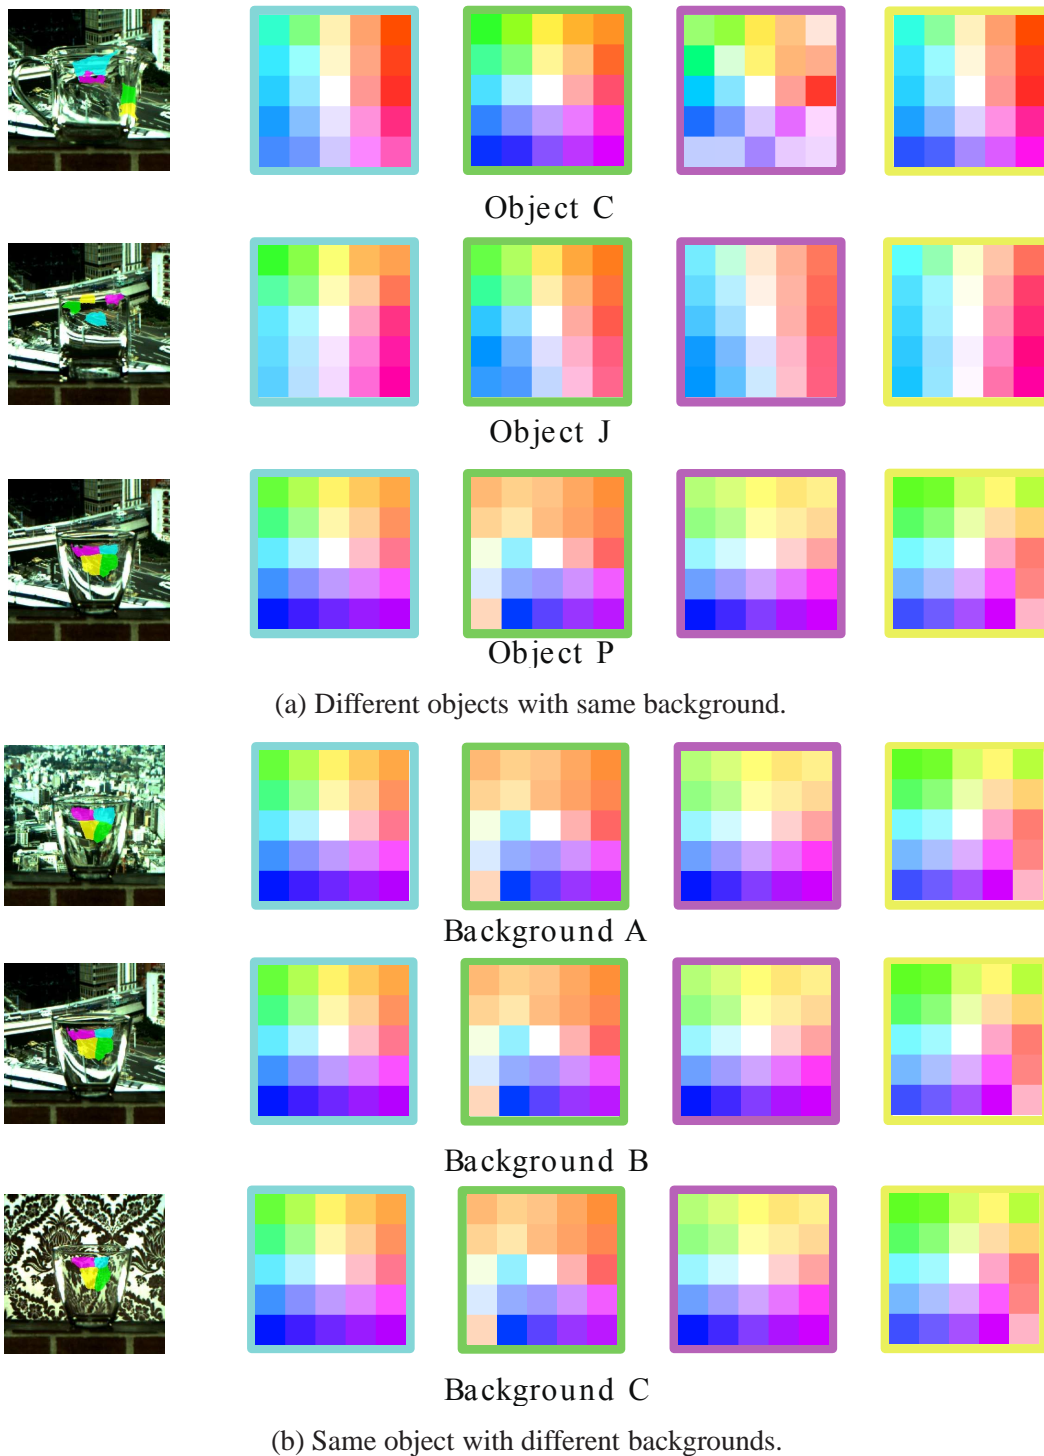 Object C
Object J
Object P
(a) Different objects with same background.
Background A
Background B
Background C
(b) Same object with different backgrounds.